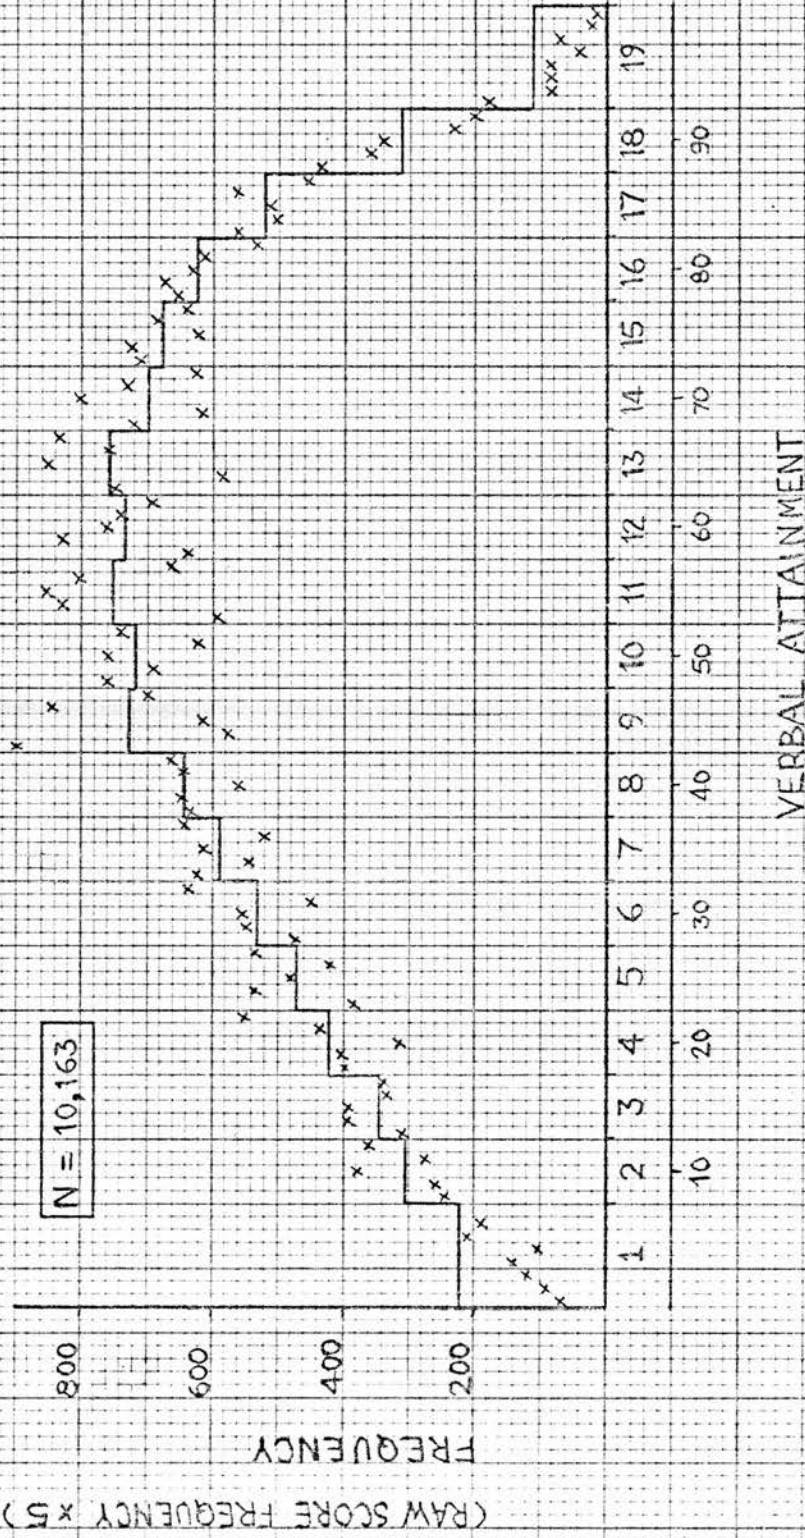 N = 10,163
800
600
400
200
FREQUENCY
(RAW SCORE FREQUENCY × 5)
1 2 3 4 5 6 7 8 9 10 11 12 13 14 15 16 17 18 19
10 20 30 40 50 60 70 80 90
VERBAL ATTAINMENT